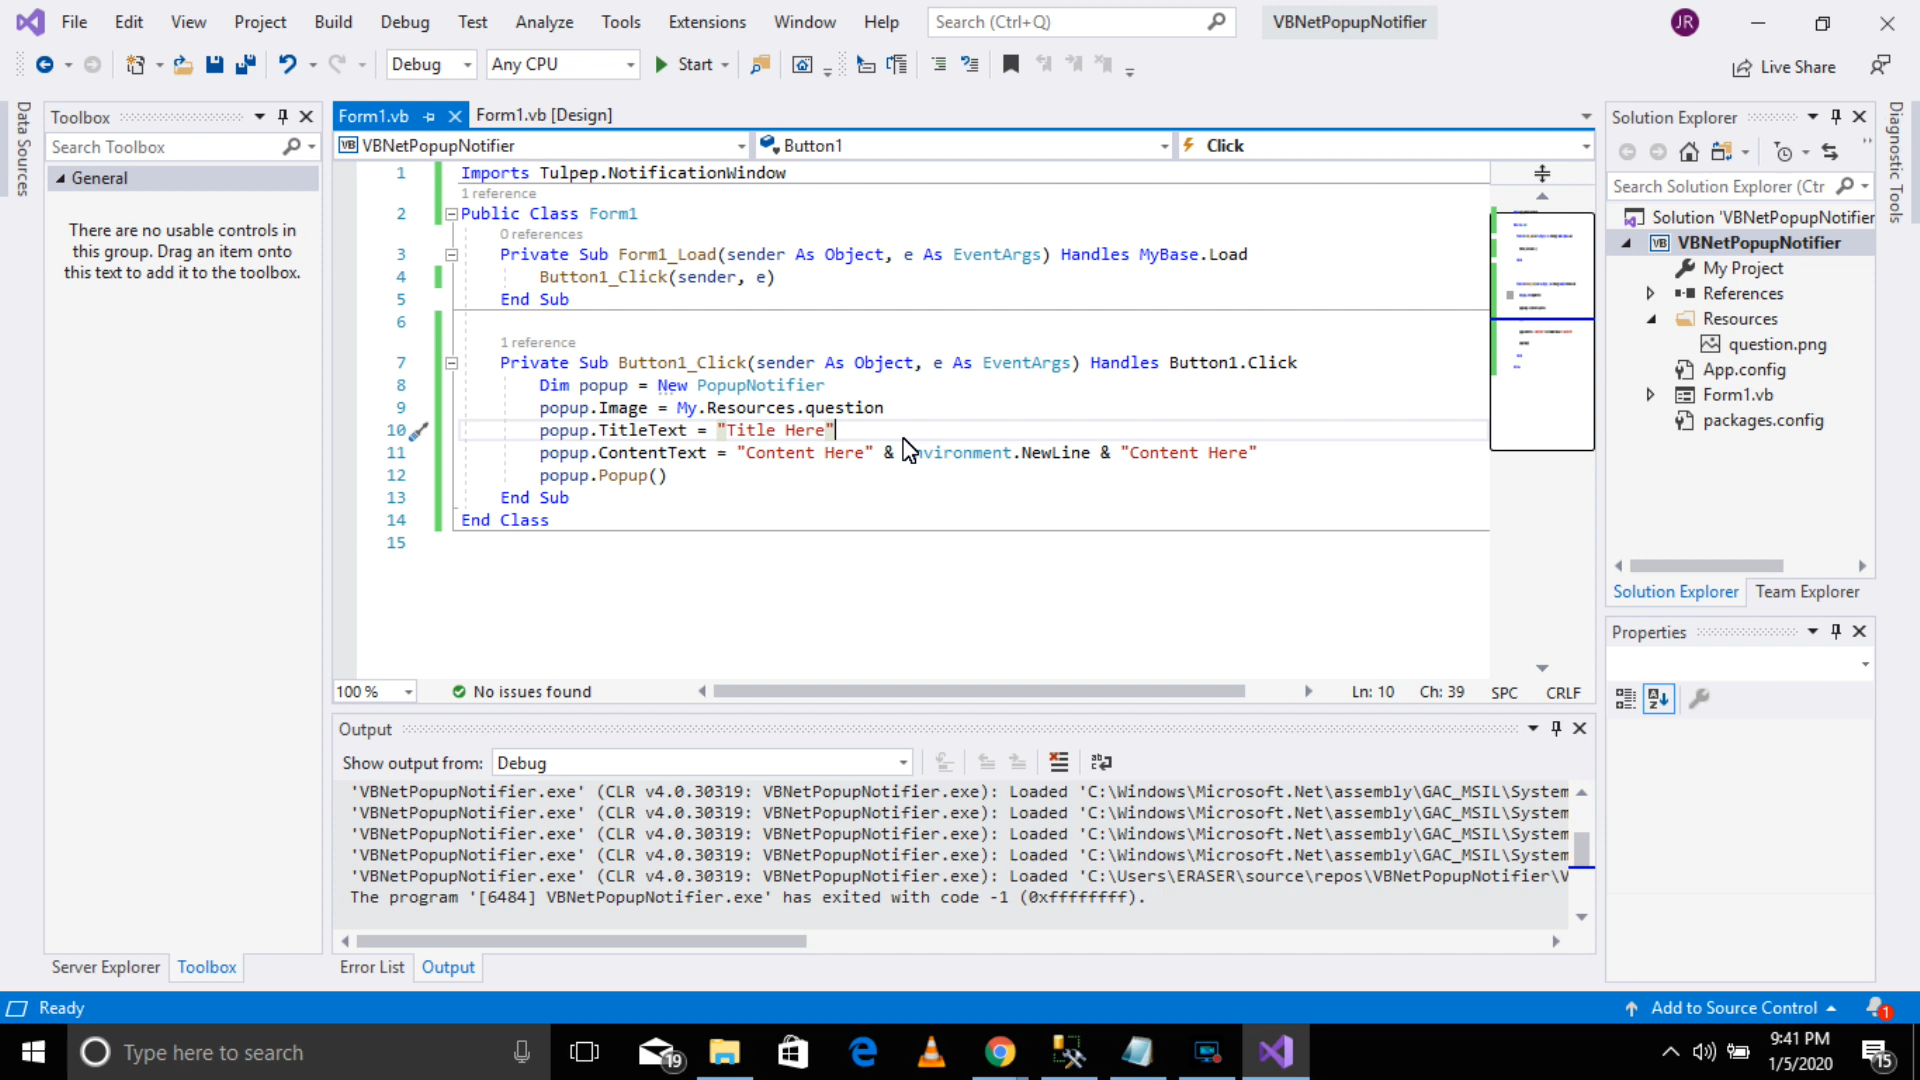 File Edit View Project Build Debug Test Analyze Tools Extensions Window Help Search (Ctrl+Q) VBNetPopupNotifier JR
Debug Any CPU Start Live Share
Data Sources
Toolbox
Search Toolbox
General
There are no usable controls in
this group. Drag an item onto
this text to add it to the toolbox.
Server Explorer Toolbox
Form1.vb Form1.vb [Design]
VBNetPopupNotifier Button1 Click
1 Imports Tulpep.NotificationWindow
1 reference
2 Public Class Form1
0 references
3 Private Sub Form1_Load(sender As Object, e As EventArgs) Handles MyBase.Load
4 Button1_Click(sender, e)
5 End Sub
6
1 reference
7 Private Sub Button1_Click(sender As Object, e As EventArgs) Handles Button1.Click
8 Dim popup = New PopupNotifier
9 popup.Image = My.Resources.question
10 popup.TitleText = "Title Here"
11 popup.ContentText = "Content Here" & nvironment.NewLine & "Content Here"
12 popup.Popup()
13 End Sub
14 End Class
15
100 % No issues found Ln: 10 Ch: 39 SPC CRLF
Output
Show output from: Debug
'VBNetPopupNotifier.exe' (CLR v4.0.30319: VBNetPopupNotifier.exe): Loaded 'C:\Windows\Microsoft.Net\assembly\GAC_MSIL\System
'VBNetPopupNotifier.exe' (CLR v4.0.30319: VBNetPopupNotifier.exe): Loaded 'C:\Windows\Microsoft.Net\assembly\GAC_MSIL\System
'VBNetPopupNotifier.exe' (CLR v4.0.30319: VBNetPopupNotifier.exe): Loaded 'C:\Windows\Microsoft.Net\assembly\GAC_MSIL\System
'VBNetPopupNotifier.exe' (CLR v4.0.30319: VBNetPopupNotifier.exe): Loaded 'C:\Windows\Microsoft.Net\assembly\GAC_MSIL\System
'VBNetPopupNotifier.exe' (CLR v4.0.30319: VBNetPopupNotifier.exe): Loaded 'C:\Users\ERASER\source\repos\VBNetPopupNotifier\V
The program '[6484] VBNetPopupNotifier.exe' has exited with code -1 (0xffffffff).
Error List Output
Solution Explorer
Search Solution Explorer (Ctr
Solution 'VBNetPopupNotifier
VBNetPopupNotifier
My Project
References
Resources
question.png
App.config
Form1.vb
packages.config
Solution Explorer Team Explorer
Properties
Diagnostic Tools
Ready Add to Source Control 1
Type here to search 19 9:41 PM
1/5/2020 15